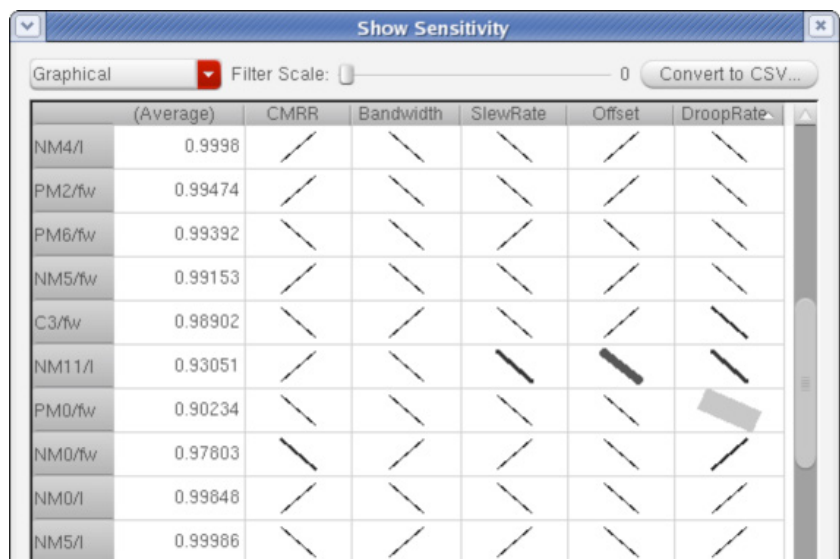 Show Sensitivity
Graphical Filter Scale: 0 Convert to CSV...
(Average) CMRR Bandwidth SlewRate Offset DroopRate
NM4/l 0.9998
PM2/fw 0.99474
PM6/fw 0.99392
NM5/fw 0.99153
C3/fw 0.98902
NM11/l 0.93051
PM0/fw 0.90234
NM0/fw 0.97803
NM0/l 0.99848
NM5/l 0.99986